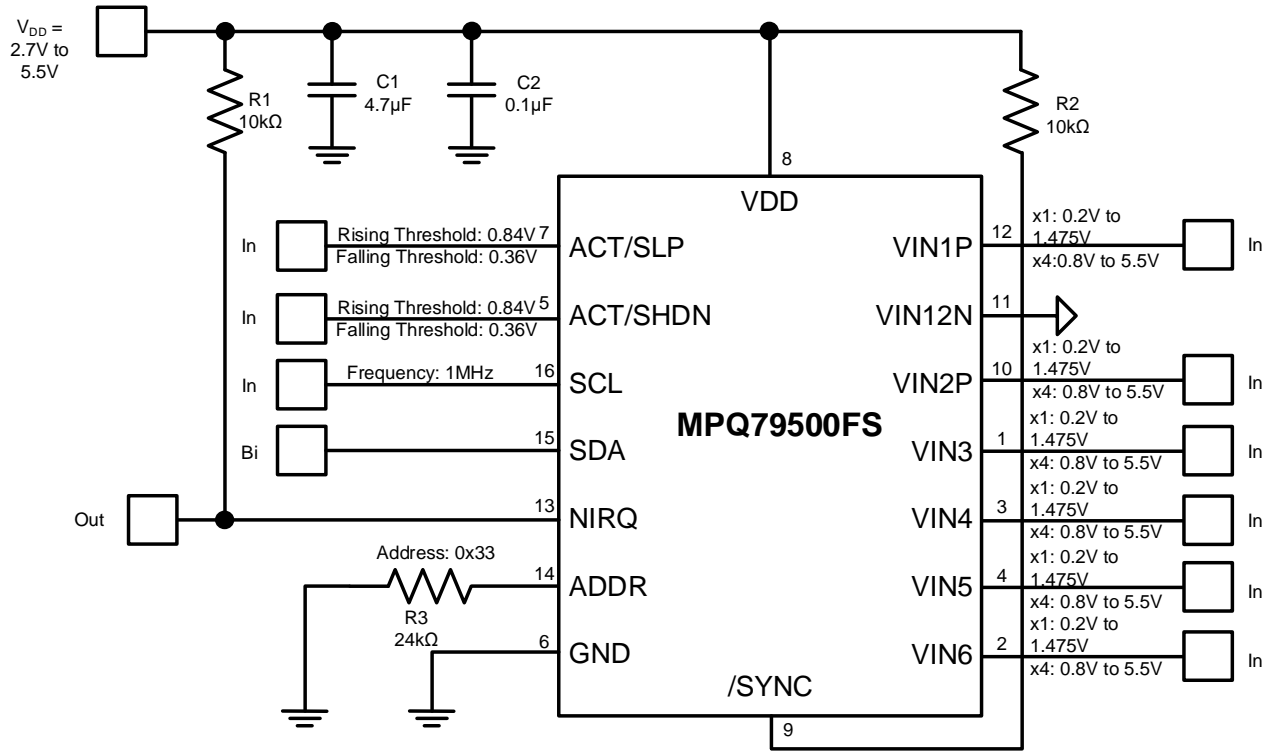 VDD =
2.7V to
5.5V
R1
10kΩ
C1
4.7µF
C2
0.1µF
R2
10kΩ
8
VDD
In
Rising Threshold: 0.84V
Falling Threshold: 0.36V
7
ACT/SLP
In
Rising Threshold: 0.84V
Falling Threshold: 0.36V
5
ACT/SHDN
In
Frequency: 1MHz
16
SCL
Bi
15
SDA
Out
13
NIRQ
Address: 0x33
R3
24kΩ
14
ADDR
6
GND
MPQ79500FS
/SYNC
9
VIN1P
12
x1: 0.2V to
1.475V
x4:0.8V to 5.5V
In
VIN12N
11
VIN2P
10
x1: 0.2V to
1.475V
x4: 0.8V to 5.5V
In
VIN3
1
x1: 0.2V to
1.475V
x4: 0.8V to 5.5V
In
VIN4
3
x1: 0.2V to
1.475V
x4: 0.8V to 5.5V
In
VIN5
4
x1: 0.2V to
1.475V
x4: 0.8V to 5.5V
In
VIN6
2
x1: 0.2V to
1.475V
x4: 0.8V to 5.5V
In